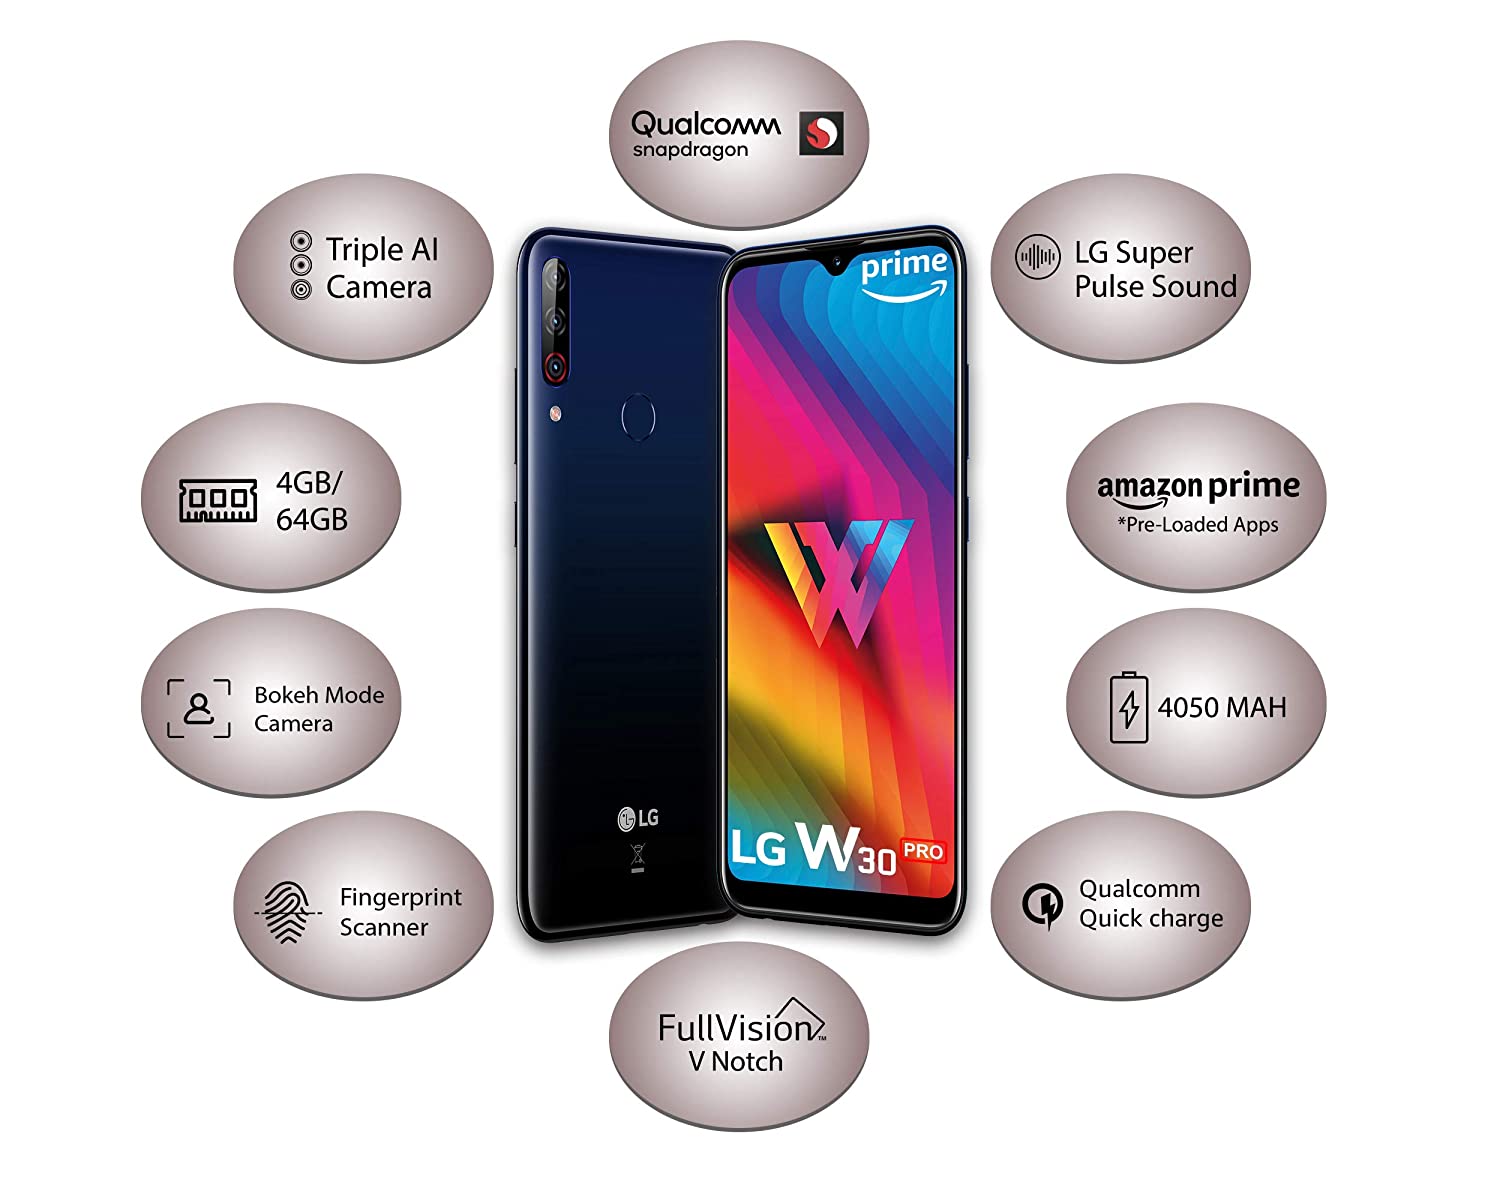 Qualcomm
snapdragon
Triple AI
Camera
LG Super
Pulse Sound
prime
4GB/
64GB
amazon prime
*Pre-Loaded Apps
Bokeh Mode
Camera
4050 MAH
LG
LG W30 PRO
Fingerprint
Scanner
Qualcomm
Quick charge
FullVision™
V Notch